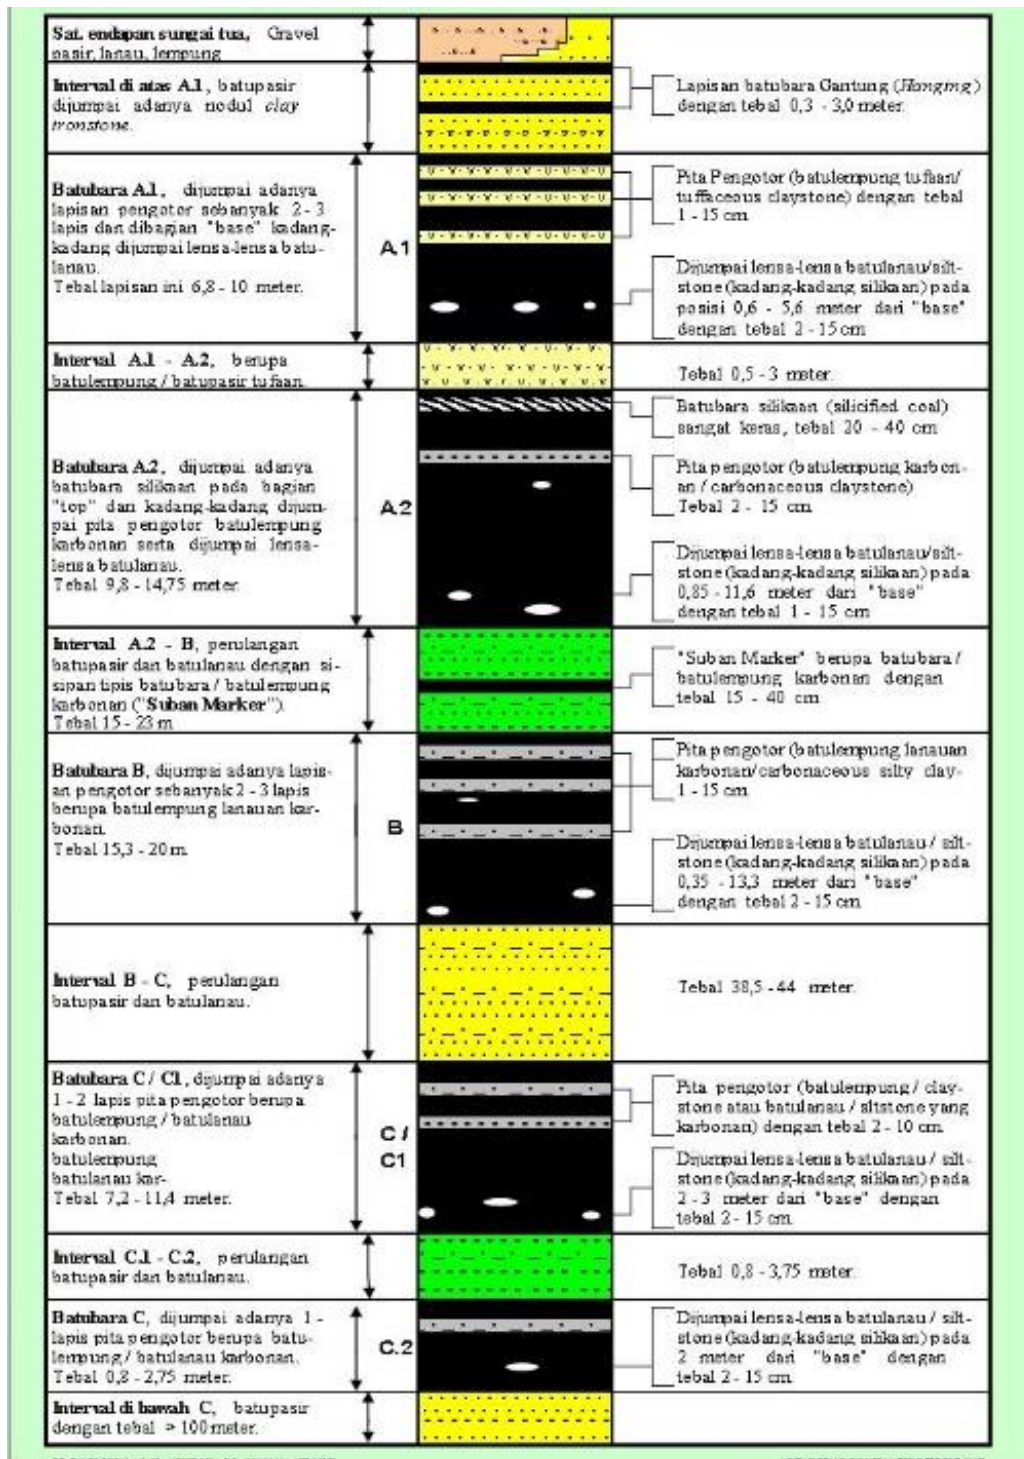 Sat. endapan sungai tua, Gravel
pasir, lanau, lempung
Interval di atas A.1, batupasir
dijumpai adanya nodul clay
ironstone.
Lapisan batubara Gantung (Hanging)
dengan tebal 0,3 - 3,0 meter.
Batubara A.1, dijumpai adanya
lapisan pengotor sebanyak 2 - 3
lapis dan dibagian "base" kadang-
kadang dijumpai lensa-lensa batu-
lanau.
Tebal lapisan ini 6,8 - 10 meter.
A.1
Pita Pengotor (batulempung tufaan/
tuffaceous claystone) dengan tebal
1 - 15 cm
Dijumpai lensa-lensa batulanau/silt-
stone (kadang-kadang silikaan) pada
posisi 0,6 - 5,6 meter dari "base"
dengan tebal 2 - 15 cm
Interval A.1 - A.2, berupa
batulempung / batupasir tufaan.
Tebal 0,5 - 3 meter.
Batubara A.2, dijumpai adanya
batubara silikaan pada bagian
"top" dan kadang-kadang dijum-
pai pita pengotor batulempung
karbonan serta dijumpai lensa-
lensa batulanau.
Tebal 9,8 - 14,75 meter.
A.2
Batubara silikaan (silicified coal)
sangat keras, tebal 20 - 40 cm
Pita pengotor (batulempung karbon-
an / carbonaceous claystone)
Tebal 2 - 15 cm
Dijumpai lensa-lensa batulanau/silt-
stone (kadang-kadang silikaan) pada
0,85 - 11,6 meter dari "base"
dengan tebal 1 - 15 cm
Interval A.2 - B, perulangan
batupasir dan batulanau dengan si-
sipan tipis batubara / batulempung
karbonan ("Suban Marker")
Tebal 15 - 23 m
"Suban Marker" berupa batubara /
batulempung karbonan dengan
tebal 15 - 40 cm
Batubara B, dijumpai adanya lapis-
an pengotor sebanyak 2 - 3 lapis
berupa batulempung lanauan kar-
bonan.
Tebal 15,3 - 20 m.
B
Pita pengotor (batulempung lanauan
karbonan/carbonaceous silty clay-
1 - 15 cm
Dijumpai lensa-lensa batulanau / silt-
stone (kadang-kadang silikaan) pada
0,35 - 13,3 meter dari "base"
dengan tebal 2 - 15 cm
Interval B - C, perulangan
batupasir dan batulanau.
Tebal 38,5 - 44 meter.
Batubara C / C1, dijumpai adanya
1 - 2 lapis pita pengotor berupa
batulempung / batulanau
karbonan.
batulempung
batulanau kar-
Tebal 7,2 - 11,4 meter.
C /
C1
Pita pengotor (batulempung / clay-
stone atau batulanau / siltstone yang
karbonan) dengan tebal 2 - 10 cm
Dijumpai lensa-lensa batulanau / silt-
stone (kadang-kadang silikaan) pada
2 - 3 meter dari "base" dengan
tebal 2 - 15 cm
Interval C.1 - C.2, perulangan
batupasir dan batulanau.
Tebal 0,8 - 3,75 meter.
Batubara C, dijumpai adanya 1 -
lapis pita pengotor berupa batu-
lempung / batulanau karbonan.
Tebal 0,8 - 2,75 meter.
C.2
Dijumpai lensa-lensa batulanau / silt-
stone (kadang-kadang silikaan) pada
2 meter dari "base" dengan
tebal 2 - 15 cm
Interval di bawah C, batupasir
dengan tebal > 100 meter.